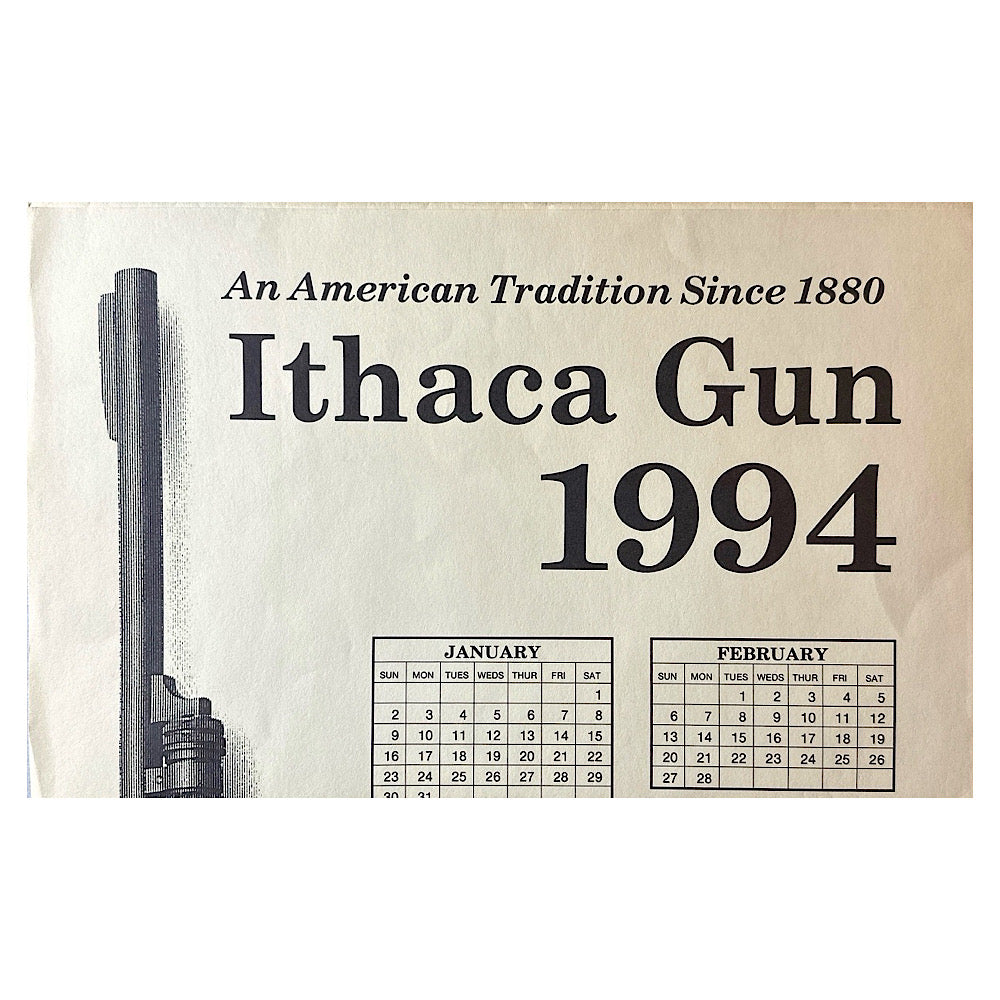 An American Tradition Since 1880
Ithaca Gun
1994
JANUARY
SUN MON TUES WEDS THUR FRI SAT
1
2 3 4 5 6 7 8
9 10 11 12 13 14 15
16 17 18 19 20 21 22
23 24 25 26 27 28 29
30 31
FEBRUARY
SUN MON TUES WEDS THUR FRI SAT
1 2 3 4 5
6 7 8 9 10 11 12
13 14 15 16 17 18 19
20 21 22 23 24 25 26
27 28